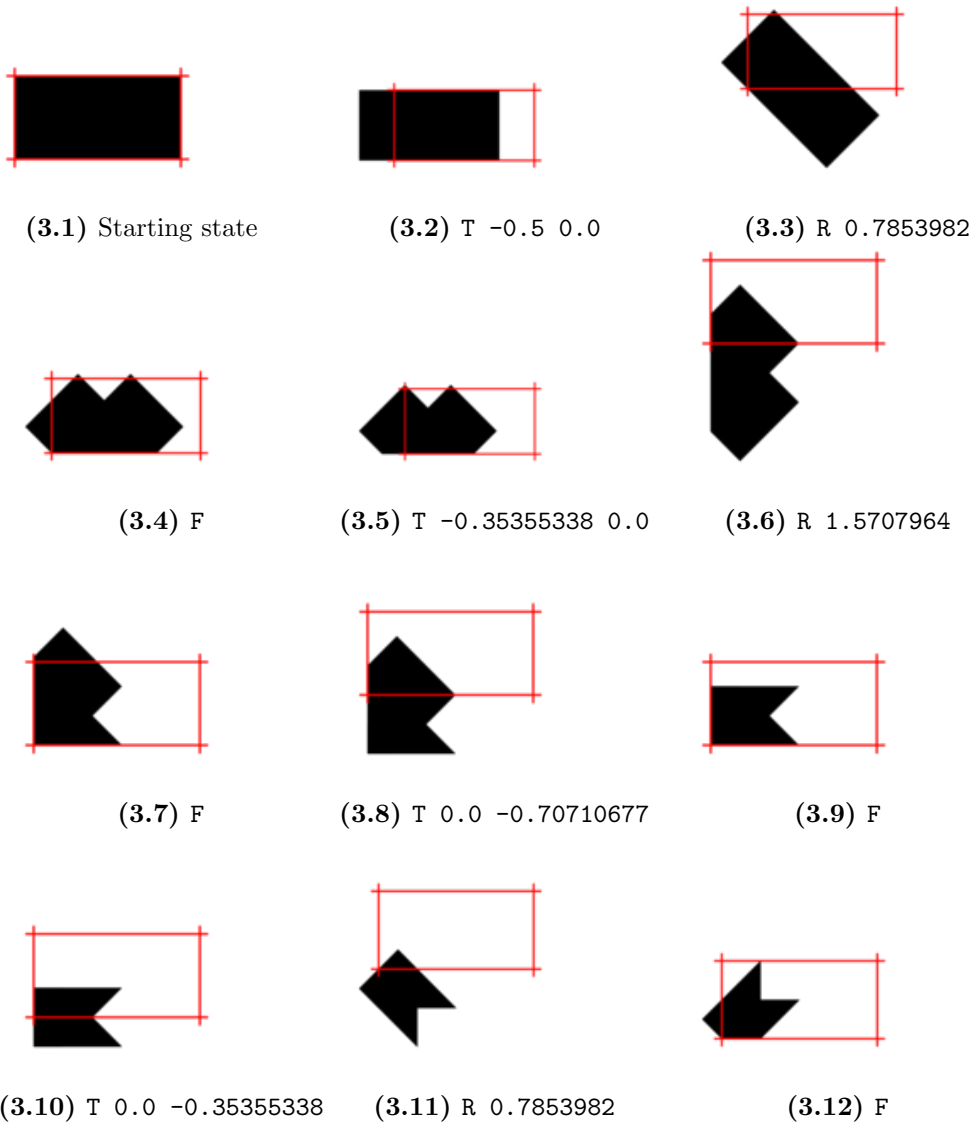 (3.1) Starting state
(3.2) T -0.5 0.0
(3.3) R 0.7853982
(3.4) F
(3.5) T -0.35355338 0.0
(3.6) R 1.5707964
(3.7) F
(3.8) T 0.0 -0.70710677
(3.9) F
(3.10) T 0.0 -0.35355338
(3.11) R 0.7853982
(3.12) F